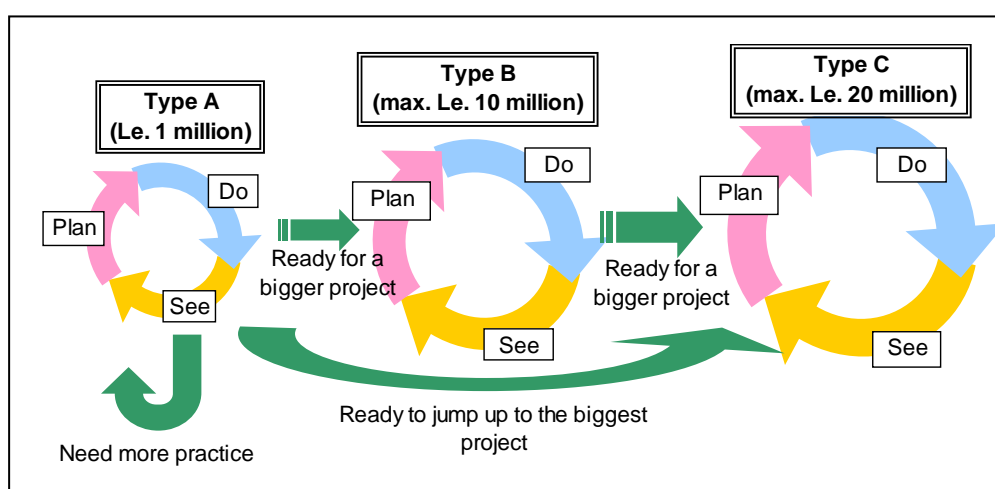 Type A
(Le. 1 million)
Plan
Do
See
Need more practice
Ready for a
bigger project
Type B
(max. Le. 10 million)
Plan
Do
See
Ready for a
bigger project
Type C
(max. Le. 20 million)
Plan
Do
See
Ready to jump up to the biggest
project